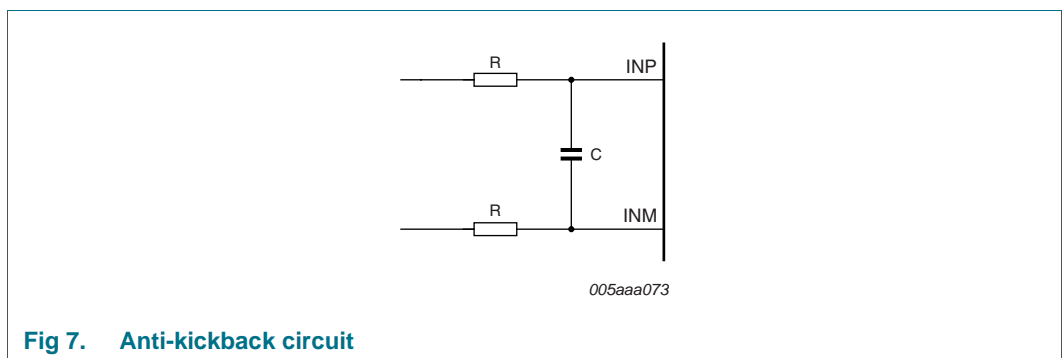 R
INP
C
R
INM
005aaa073
Fig 7. Anti-kickback circuit